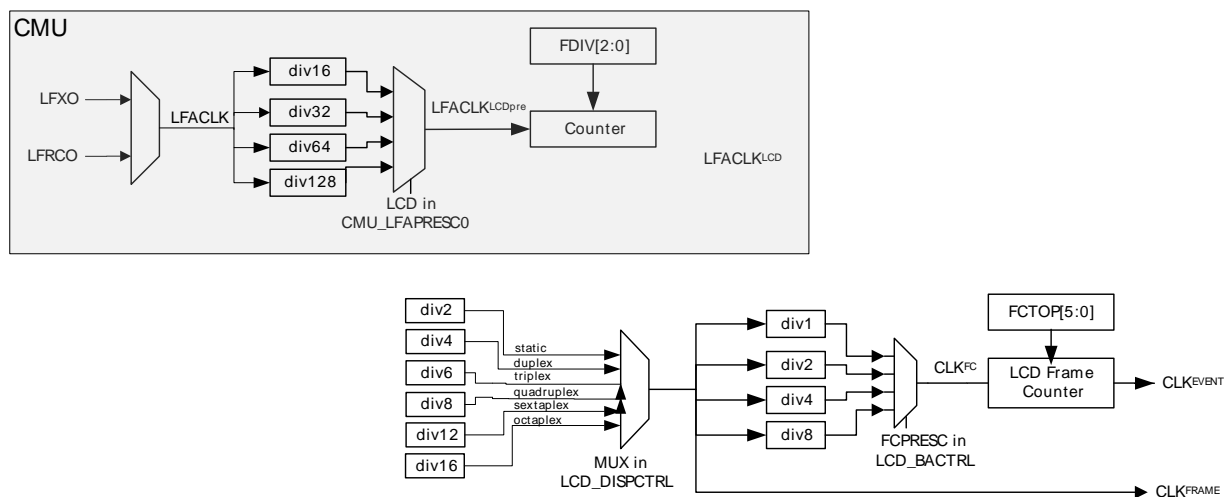 CMU
FDIV[2:0]
div16
LFXO
LFACLK
div32
LFACLKLCDpre
Counter
LFRCO
div64
LFACLKLCD
div128
LCD in
CMU_LFAPRESC0
div2
static
div4
duplex
div6
triplex
div8
quadruplex
div12
sextaplex
div16
octaplex
MUX in
LCD_DISPCTRL
div1
div2
div4
div8
FCPRESC in
LCD_BACTRL
CLKFC
FCTOP[5:0]
LCD Frame
Counter
CLKEVENT
CLKFRAME